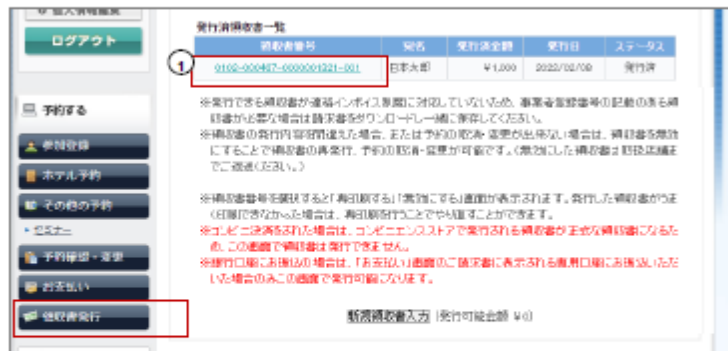 個人情報編集
ログアウト
予約する
参加登録
ホテル予約
その他の予約
セミナー
予約確認・変更
お支払い
領収書発行
発行済領収書一覧
領収書番号 宛名 発行済金額 発行日 ステータス
① 0102-000467-0000001321-001 日本太郎 ￥1,000 2023/02/09 発行済
※発行できる領収書が適格インボイス制度に対応していないため、事業者登録番号の記載のある領
収書が必要な場合は請求書をダウンロードし一緒に保存してください。
※領収書の発行内容を間違えた場合、または予約の取消・変更が出来ない場合は、領収書を無効
にすることで領収書の再発行、予約の取消・変更が可能です。（無効にした領収書は取扱店舗ま
でご返送ください。）
※領収書番号を選択すると「再印刷する」「無効にする」画面が表示されます。発行した領収書がうま
く印刷できなかった場合は、再印刷を行うことでやり直すことができます。
※コンビニ決済をされた場合は、コンビニエンスストアで発行される領収書が正式な領収書になるた
め、この画面で領収書は発行できません。
※銀行口座にお振込の場合は、「お支払い」画面のご請求書に表示される専用口座にお振込いただ
いた場合のみこの画面で発行可能になります。
新規領収書入力 (発行可能金額 ￥0)